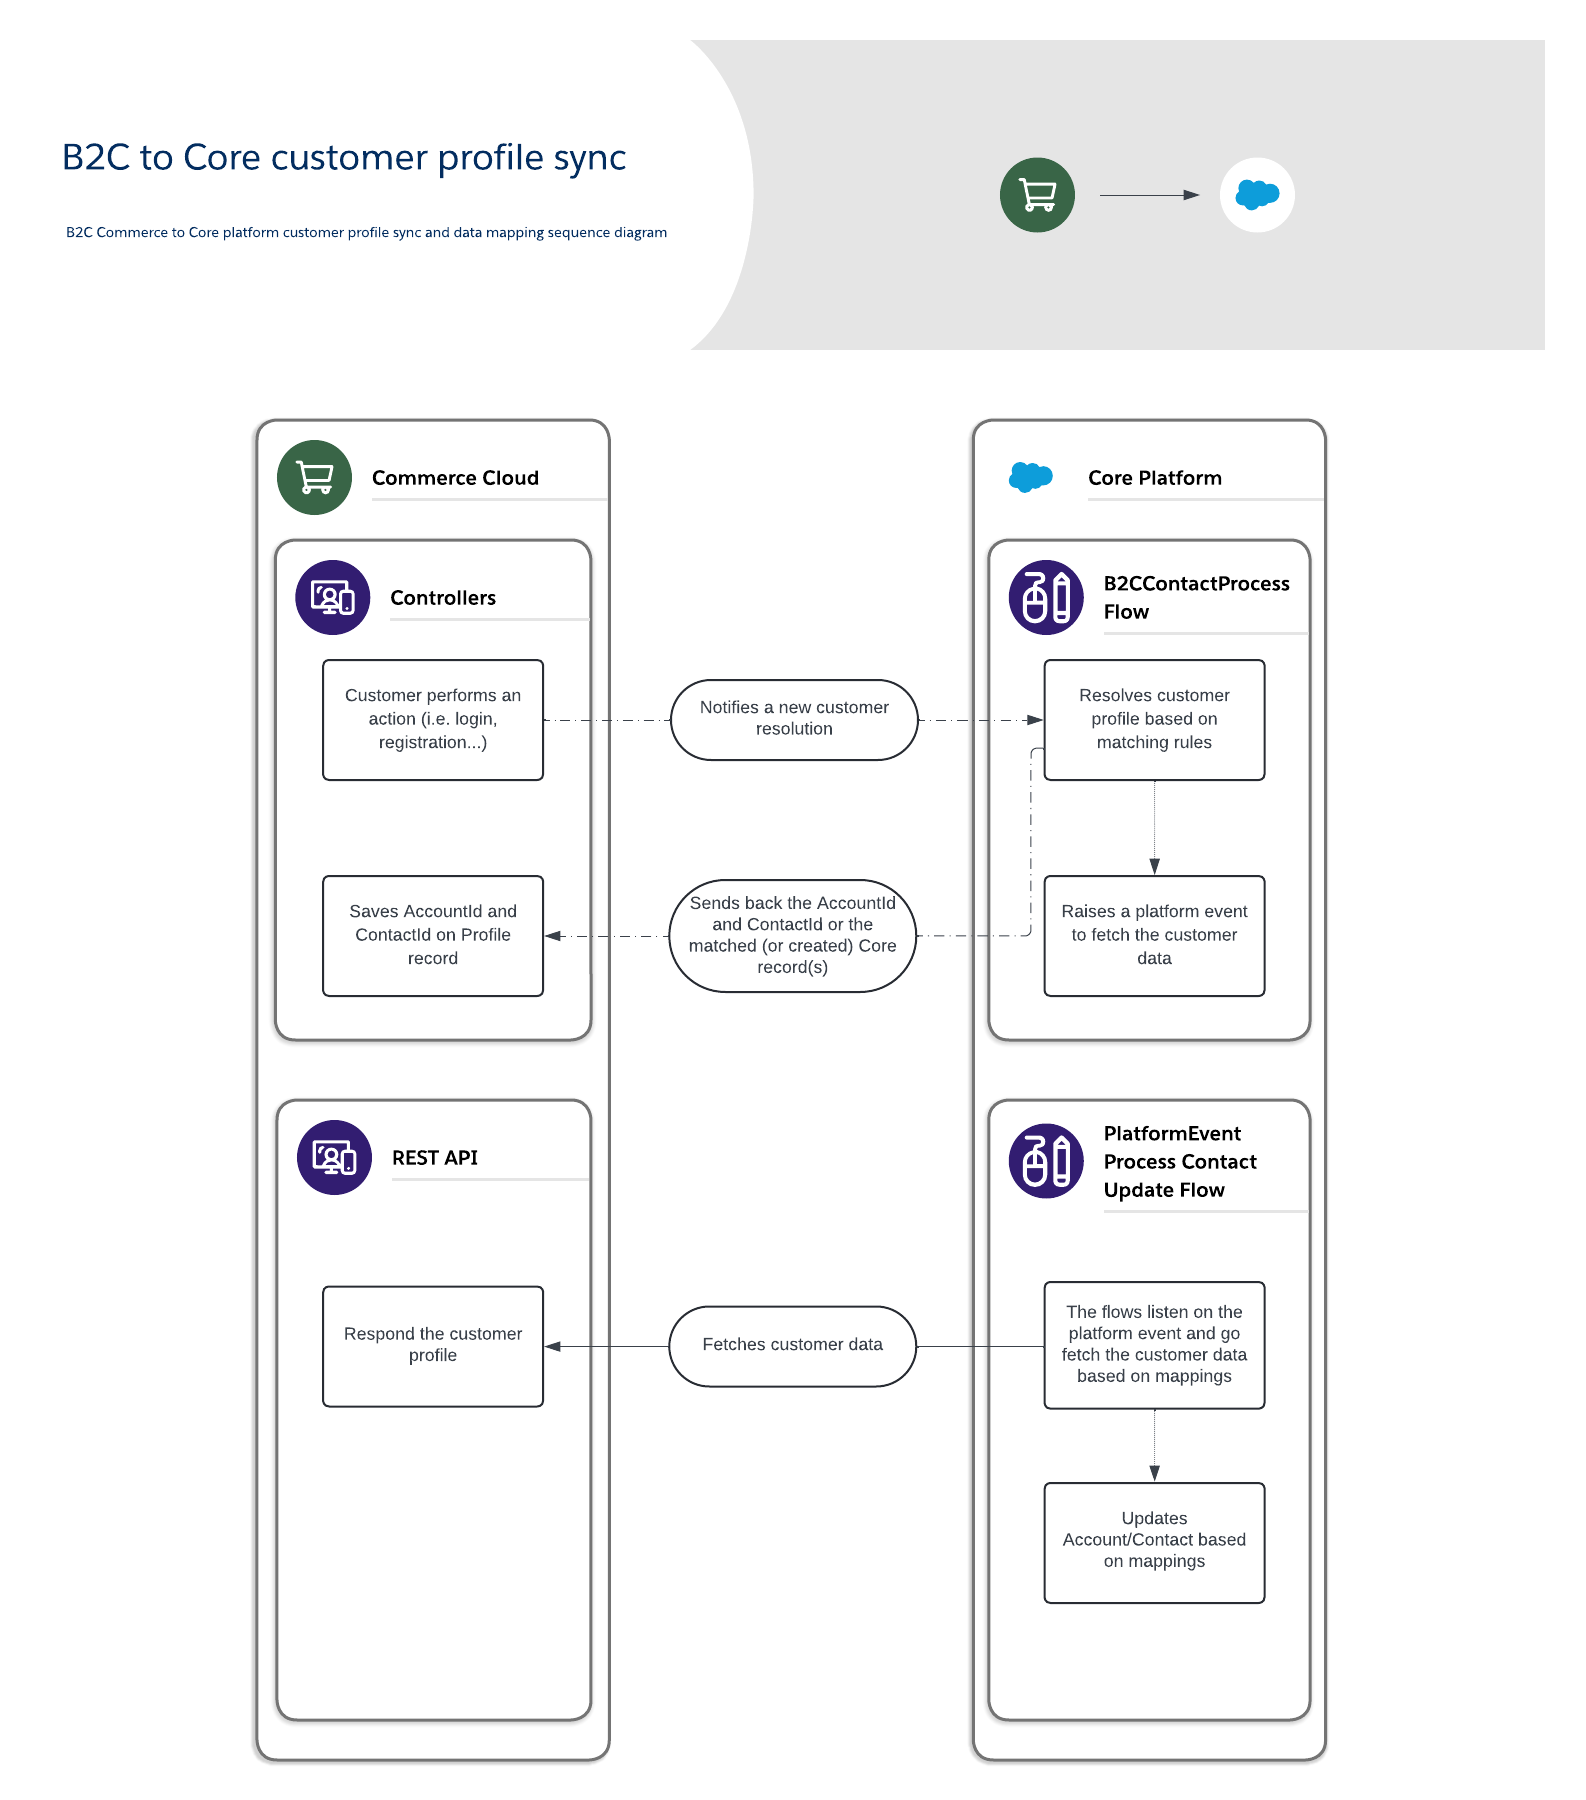 B2C to Core customer profile sync
B2C Commerce to Core platform customer profile sync and data mapping sequence diagram
Commerce Cloud
Core Platform
Controllers
B2CContactProcess
Flow
Customer performs an
action (i.e. login,
registration...)
Notifies a new customer
resolution
Resolves customer
profile based on
matching rules
Saves AccountId and
ContactId on Profile
record
Sends back the AccountId
and ContactId or the
matched (or created) Core
record(s)
Raises a platform event
to fetch the customer
data
REST API
PlatformEvent
Process Contact
Update Flow
Respond the customer
profile
Fetches customer data
The flows listen on the
platform event and go
fetch the customer data
based on mappings
Updates
Account/Contact based
on mappings